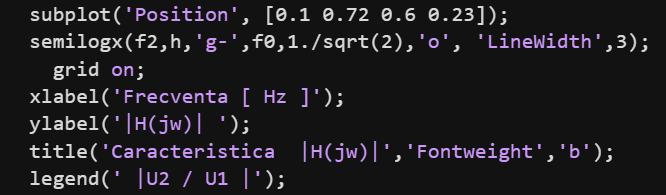 subplot('Position', [0.1 0.72 0.6 0.23]);
semilogx(f2,h,'g-',f0,1./sqrt(2),'o', 'LineWidth',3);
  grid on;
xlabel('Frecventa [ Hz ]');
ylabel('|H(jw)| ');
title('Caracteristica  |H(jw)|','Fontweight','b');
legend(' |U2 / U1 |');